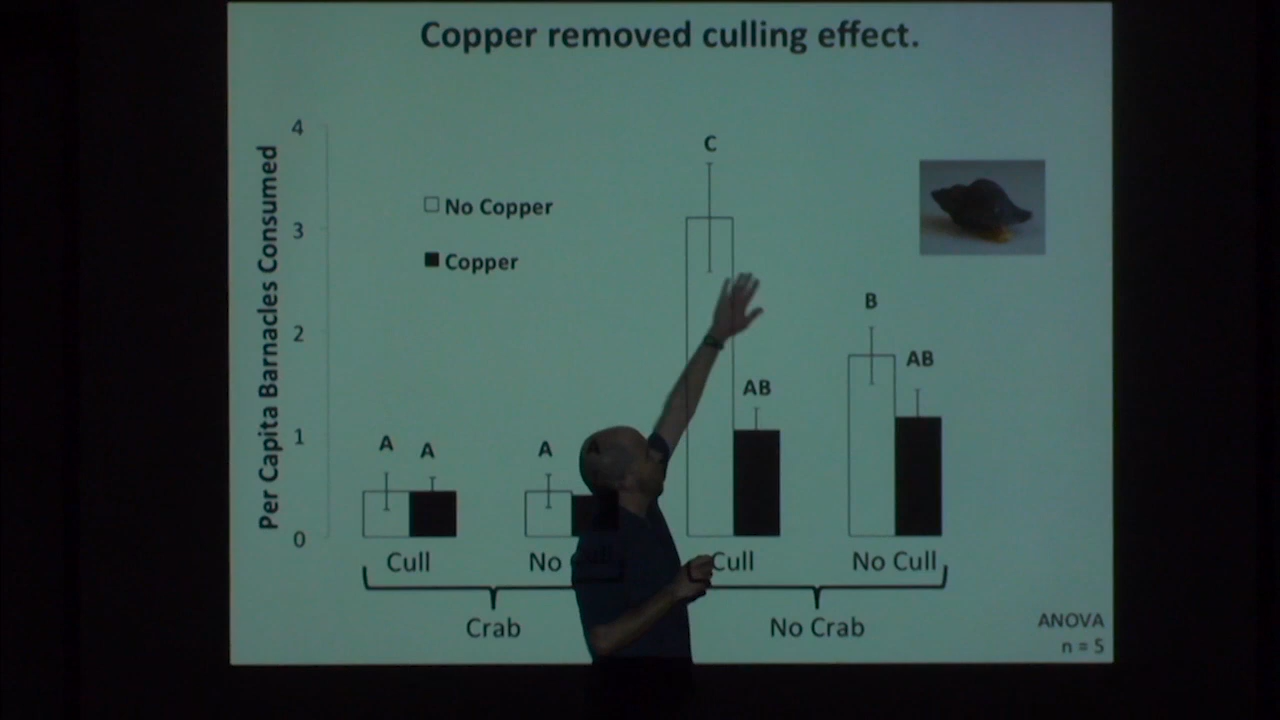 Copper removed culling effect.
Per Capita Barnacles Consumed
4
3
2
1
0
No Copper
Copper
A
A
A
A
C
AB
B
AB
Cull
No Cull
Cull
No Cull
Crab
No Crab
ANOVA
n = 5